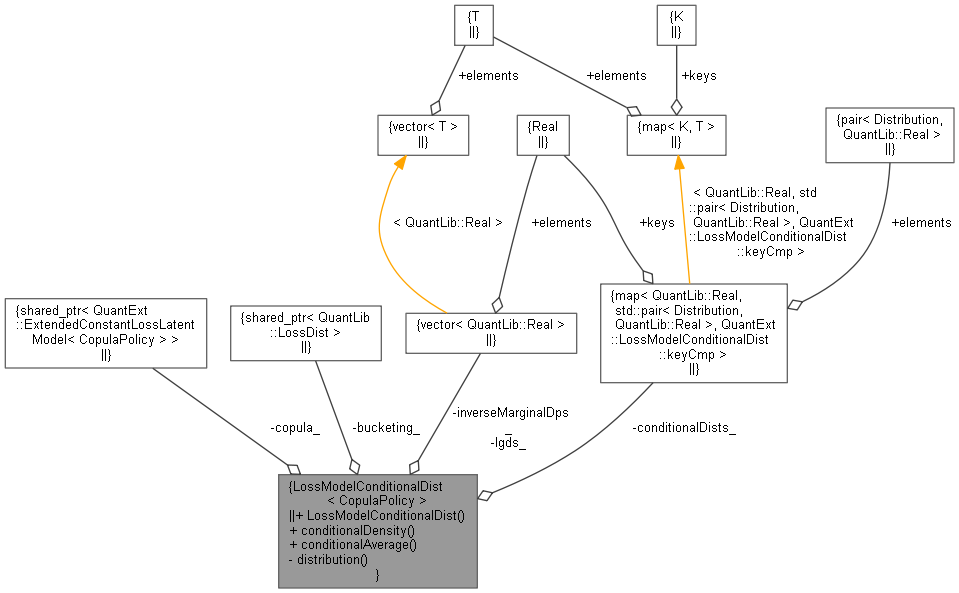 {T
||}
{K
||}
+elements
+elements
+keys
{vector< T >
||}
{Real
||}
{map< K, T >
||}
{pair< Distribution,
QuantLib::Real >
||}
< QuantLib::Real >
+elements
+keys
< QuantLib::Real, std
::pair< Distribution,
QuantLib::Real >, QuantExt
::LossModelConditionalDist
::keyCmp >
+elements
{shared_ptr< QuantExt
::ExtendedConstantLossLatent
Model< CopulaPolicy > >
||}
{shared_ptr< QuantLib
::LossDist >
||}
{vector< QuantLib::Real >
||}
{map< QuantLib::Real,
std::pair< Distribution,
QuantLib::Real >, QuantExt
::LossModelConditionalDist
::keyCmp >
||}
-copula_
-bucketing_
-inverseMarginalDps
_
-lgds_
-conditionalDists_
{LossModelConditionalDist
< CopulaPolicy >
||+ LossModelConditionalDist()
+ conditionalDensity()
+ conditionalAverage()
- distribution()
}